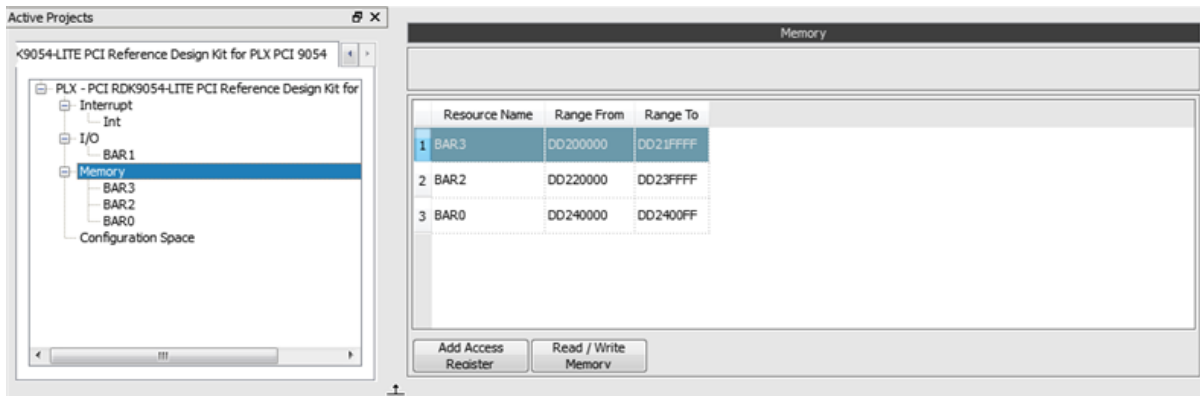 Active Projects
K9054-LITE PCI Reference Design Kit for PLX PCI 9054
PLX - PCI RDK9054-LITE PCI Reference Design Kit for
Interrupt
Int
I/O
BAR1
Memory
BAR3
BAR2
BAR0
Configuration Space
Memory
Resource Name Range From Range To
1 BAR3 DD200000 DD21FFFF
2 BAR2 DD220000 DD23FFFF
3 BAR0 DD240000 DD2400FF
Add Access
Register
Read / Write
Memory